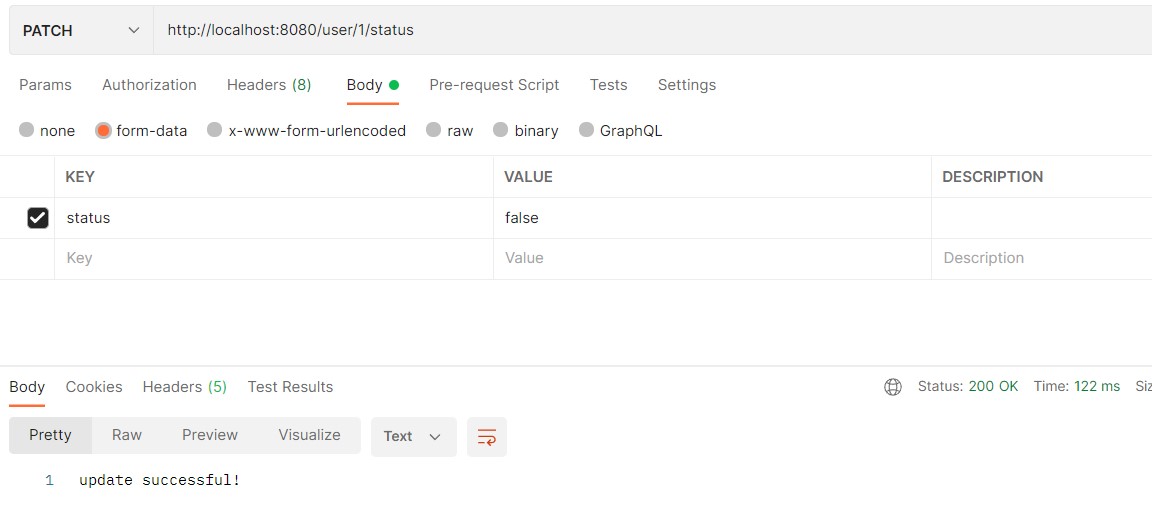 PATCH http://localhost:8080/user/1/status
Params Authorization Headers (8) Body Pre-request Script Tests Settings
none form-data x-www-form-urlencoded raw binary GraphQL
KEY VALUE DESCRIPTION
status false
Key Value Description
Body Cookies Headers (5) Test Results Status: 200 OK Time: 122 ms Siz
Pretty Raw Preview Visualize Text
1 update successful!